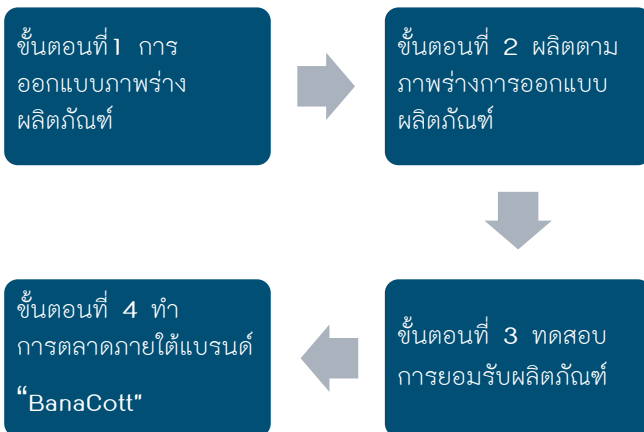 ขั้นตอนที่1 การ
ออกแบบภาพร่าง
ผลิตภัณฑ์
ขั้นตอนที่ 2 ผลิตตาม
ภาพร่างการออกแบบ
ผลิตภัณฑ์
ขั้นตอนที่ 3 ทดสอบ
การยอมรับผลิตภัณฑ์
ขั้นตอนที่ 4 ทำ
การตลาดภายใต้แบรนด์
“BanaCott"